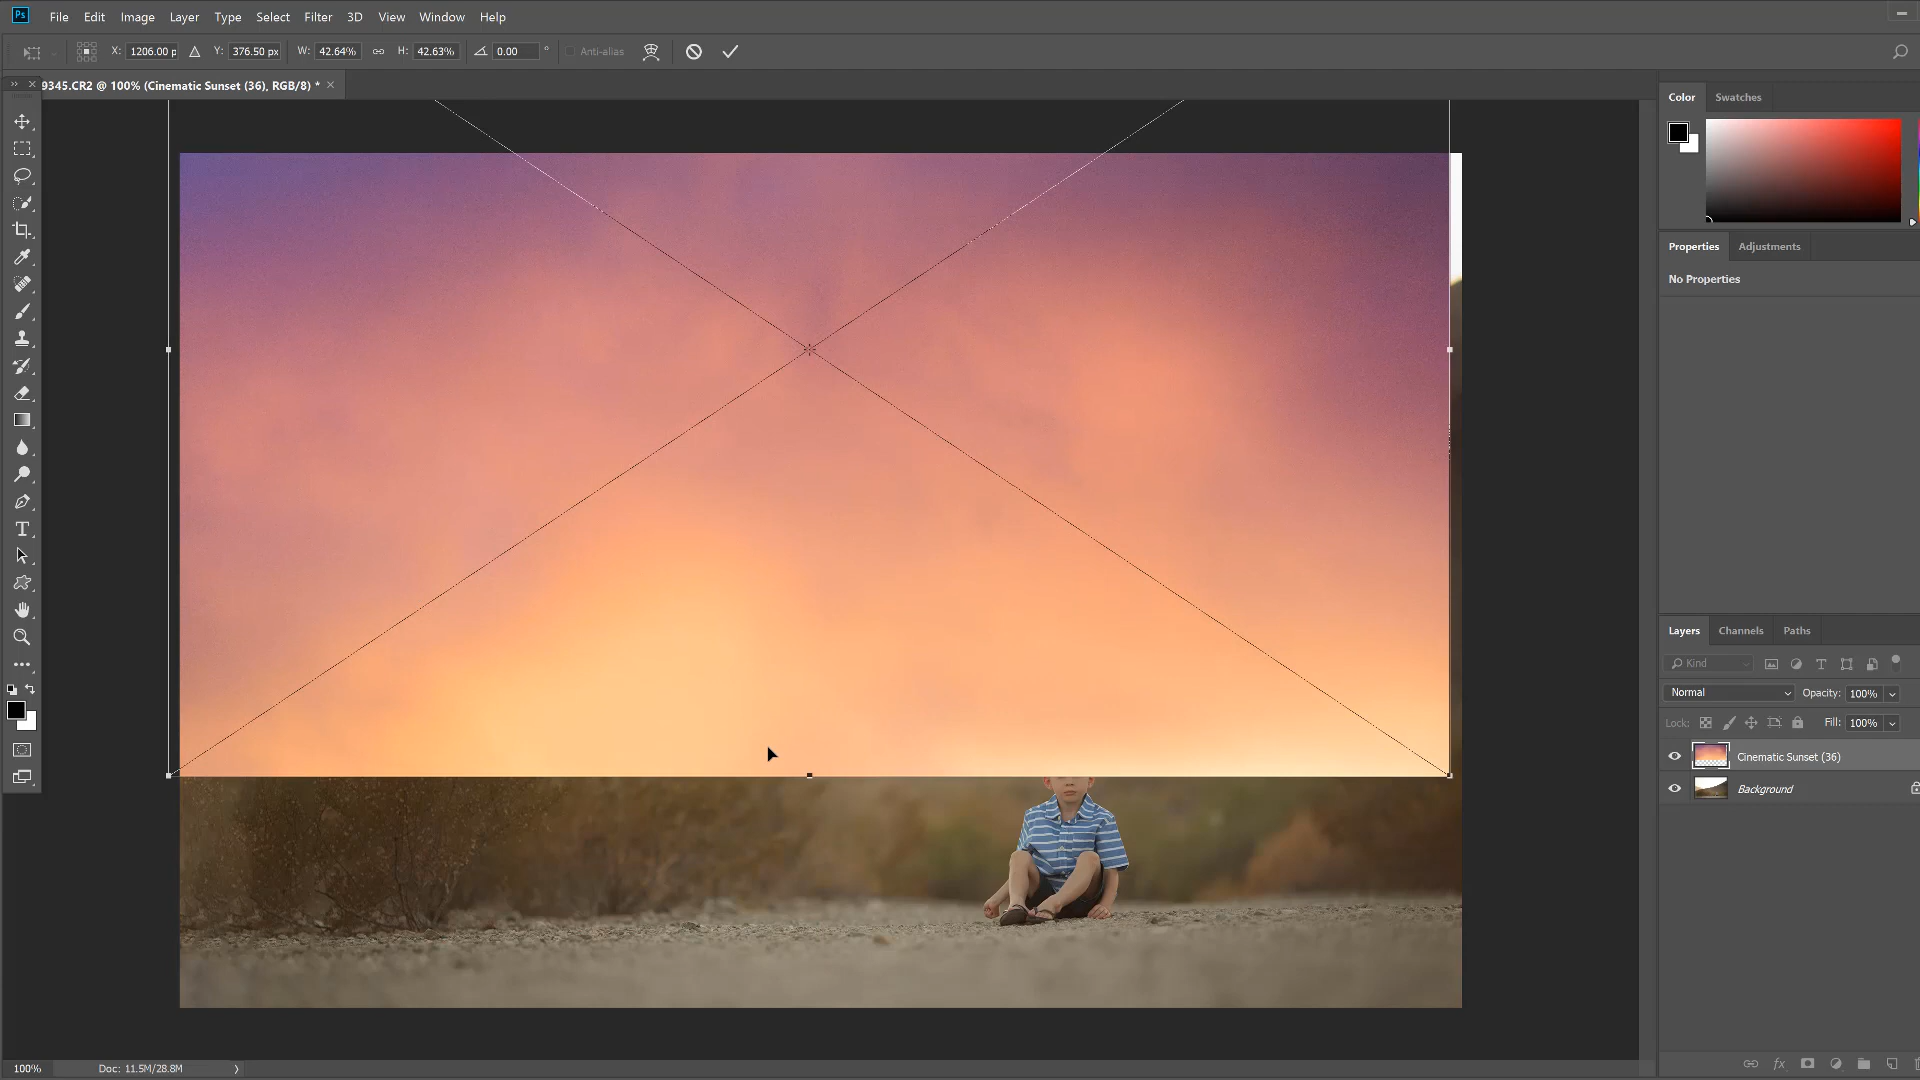 Ps File Edit Image Layer Type Select Filter 3D View Window Help
X: 1206.00 p Y: 376.50 px W: 42.64% H: 42.63% 0.00 ° Anti-alias
9345.CR2 @ 100% (Cinematic Sunset (36), RGB/8) * ×
Color Swatches
Properties Adjustments
No Properties
Layers Channels Paths
Kind
Normal Opacity: 100%
Lock: Fill: 100%
Cinematic Sunset (36)
Background
100% Doc: 11.5M/28.8M